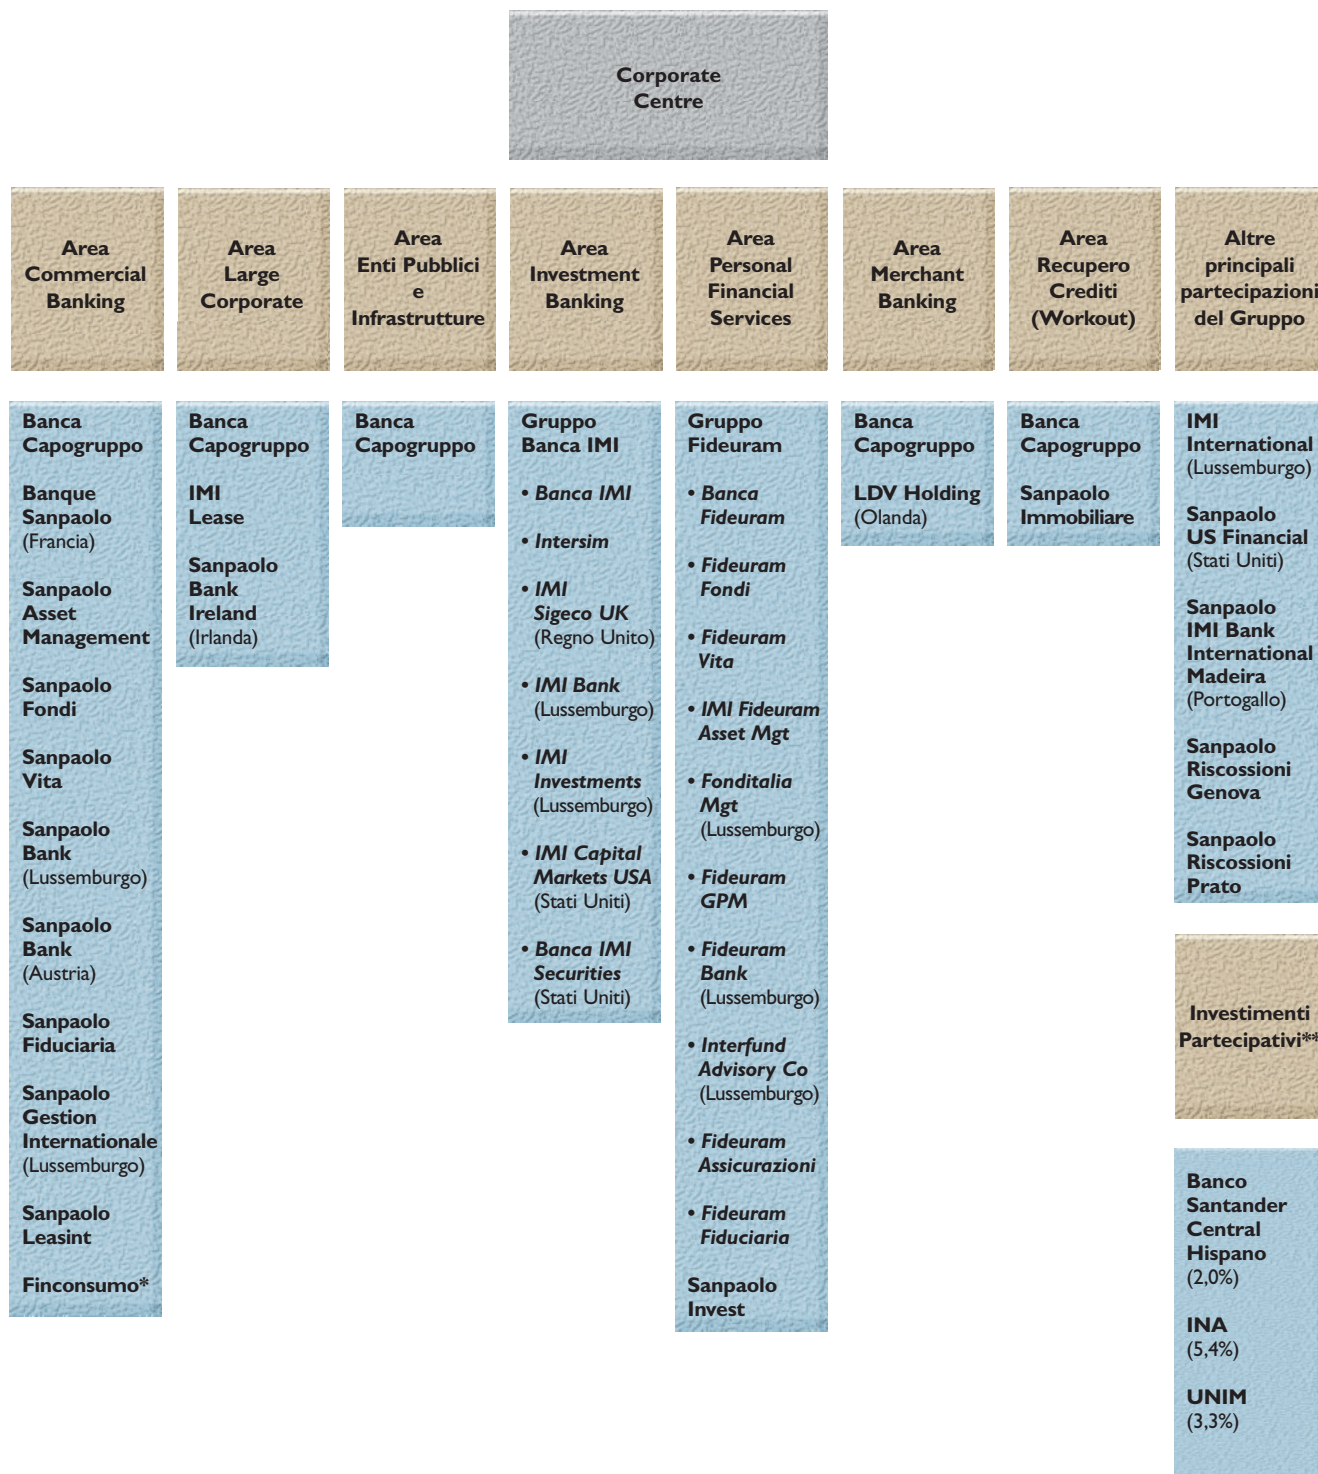 Corporate
Centre
Area
Commercial
Banking
Area
Large
Corporate
Area
Enti Pubblici
e
Infrastrutture
Area
Investment
Banking
Area
Personal
Financial
Services
Area
Merchant
Banking
Area
Recupero
Crediti
(Workout)
Altre
principali
partecipazioni
del Gruppo
Banca
Capogruppo
Banque
Sanpaolo
(Francia)
Sanpaolo
Asset
Management
Sanpaolo
Fondi
Sanpaolo
Vita
Sanpaolo
Bank
(Lussemburgo)
Sanpaolo
Bank
(Austria)
Sanpaolo
Fiduciaria
Sanpaolo
Gestion
Internationale
(Lussemburgo)
Sanpaolo
Leasint
Finconsumo*
Banca
Capogruppo
IMI
Lease
Sanpaolo
Bank
Ireland
(Irlanda)
Banca
Capogruppo
Gruppo
Banca IMI
• Banca IMI
• Intersim
• IMI
Sigeco UK
(Regno Unito)
• IMI Bank
(Lussemburgo)
• IMI
Investments
(Lussemburgo)
• IMI Capital
Markets USA
(Stati Uniti)
• Banca IMI
Securities
(Stati Uniti)
Gruppo
Fideuram
• Banca
Fideuram
• Fideuram
Fondi
• Fideuram
Vita
• IMI Fideuram
Asset Mgt
• Fonditalia
Mgt
(Lussemburgo)
• Fideuram
GPM
• Fideuram
Bank
(Lussemburgo)
• Interfund
Advisory Co
(Lussemburgo)
• Fideuram
Assicurazioni
• Fideuram
Fiduciaria
Sanpaolo
Invest
Banca
Capogruppo
LDV Holding
(Olanda)
Banca
Capogruppo
Sanpaolo
Immobiliare
IMI
International
(Lussemburgo)
Sanpaolo
US Financial
(Stati Uniti)
Sanpaolo
IMI Bank
International
Madeira
(Portogallo)
Sanpaolo
Riscossioni
Genova
Sanpaolo
Riscossioni
Prato
Investimenti
Partecipativi**
Banco
Santander
Central
Hispano
(2,0%)
INA
(5,4%)
UNIM
(3,3%)